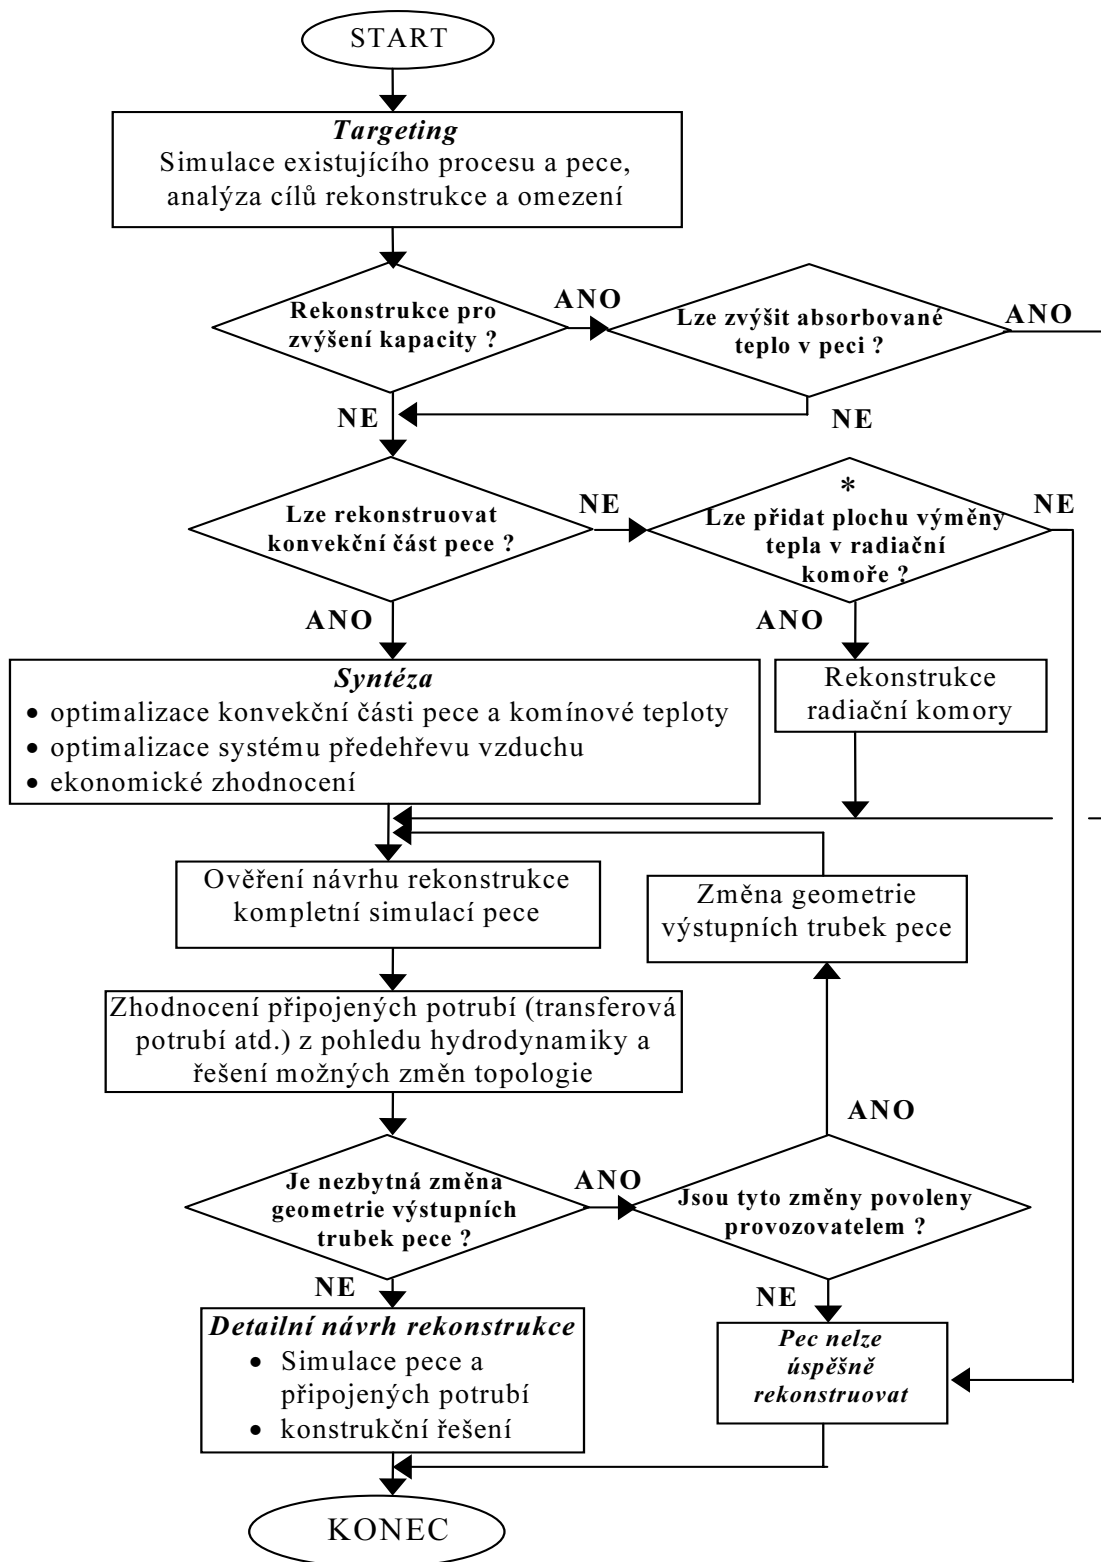 START
Targeting
Simulace existujícího procesu a pece,
analýza cílů rekonstrukce a omezení
Rekonstrukce pro
zvýšení kapacity ?
ANO
Lze zvýšit absorbované
teplo v peci ?
ANO
NE
NE
Lze rekonstruovat
konvekční část pece ?
NE
*
Lze přidat plochu výměny
tepla v radiační
komoře ?
NE
ANO
ANO
Syntéza
• optimalizace konvekční části pece a komínové teploty
• optimalizace systému předehřevu vzduchu
• ekonomické zhodnocení
Rekonstrukce
radiační komory
Ověření návrhu rekonstrukce
kompletní simulací pece
Změna geometrie
výstupních trubek pece
Zhodnocení připojených potrubí (transferová
potrubí atd.) z pohledu hydrodynamiky a
řešení možných změn topologie
ANO
Je nezbytná změna
geometrie výstupních
trubek pece ?
ANO
Jsou tyto změny povoleny
provozovatelem ?
NE
NE
Detailní návrh rekonstrukce
• Simulace pece a
připojených potrubí
• konstrukční řešení
Pec nelze
úspěšně
rekonstruovat
KONEC